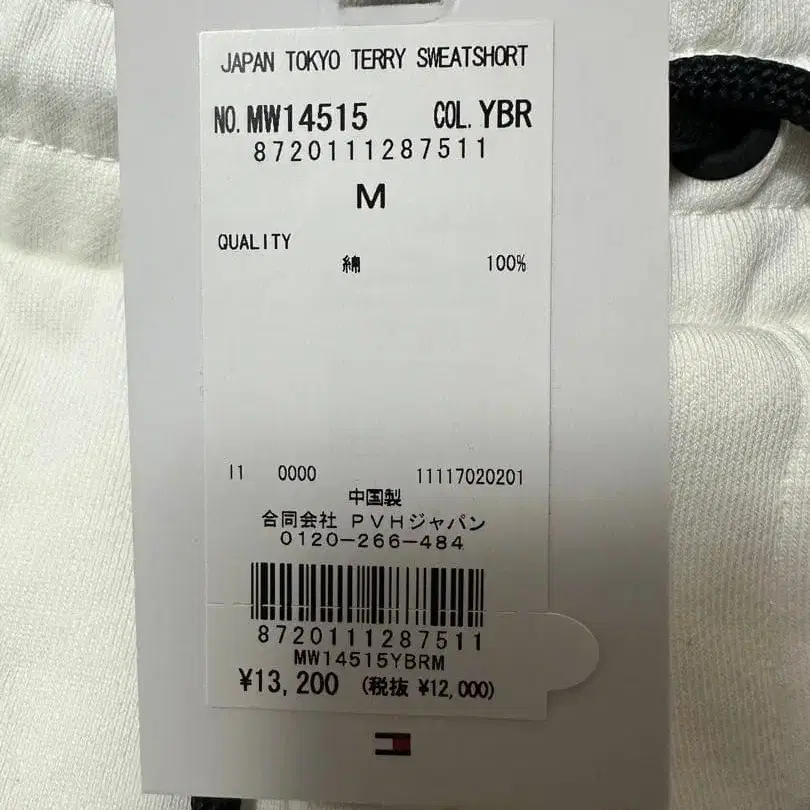 JAPAN TOKYO TERRY SWEATSHORT
NO. MW14515 COL. YBR
8720111287511
M
QUALITY
綿 100%
I1 0000 11117020201
中国製
合同会社 PVHジャパン
0120-266-484
8720111287511
MW14515YBRM
¥13,200 (税抜 ¥12,000)